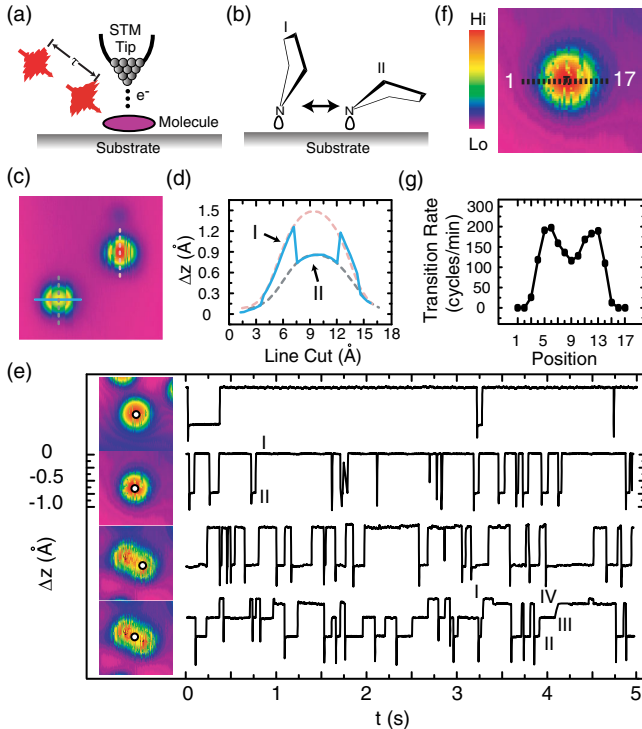 (a)
STM
Tip
τ
e-
Molecule
Substrate
(b)
I
II
N
N
Substrate
(f)
Hi
Lo
1
17
(c)
(d)
Δz (Å)
1.5
1.2
0.9
0.6
0.3
0
I
II
0 3 6 9 12 15 18
Line Cut (Å)
(g)
Transition Rate
(cycles/min)
300
200
150
100
50
0
1 5 9 13 17
Position
(e)
Δz (Å)
0
-0.5
-1.0
I
II
I
IV
III
II
0 1 2 3 4 5
t (s)